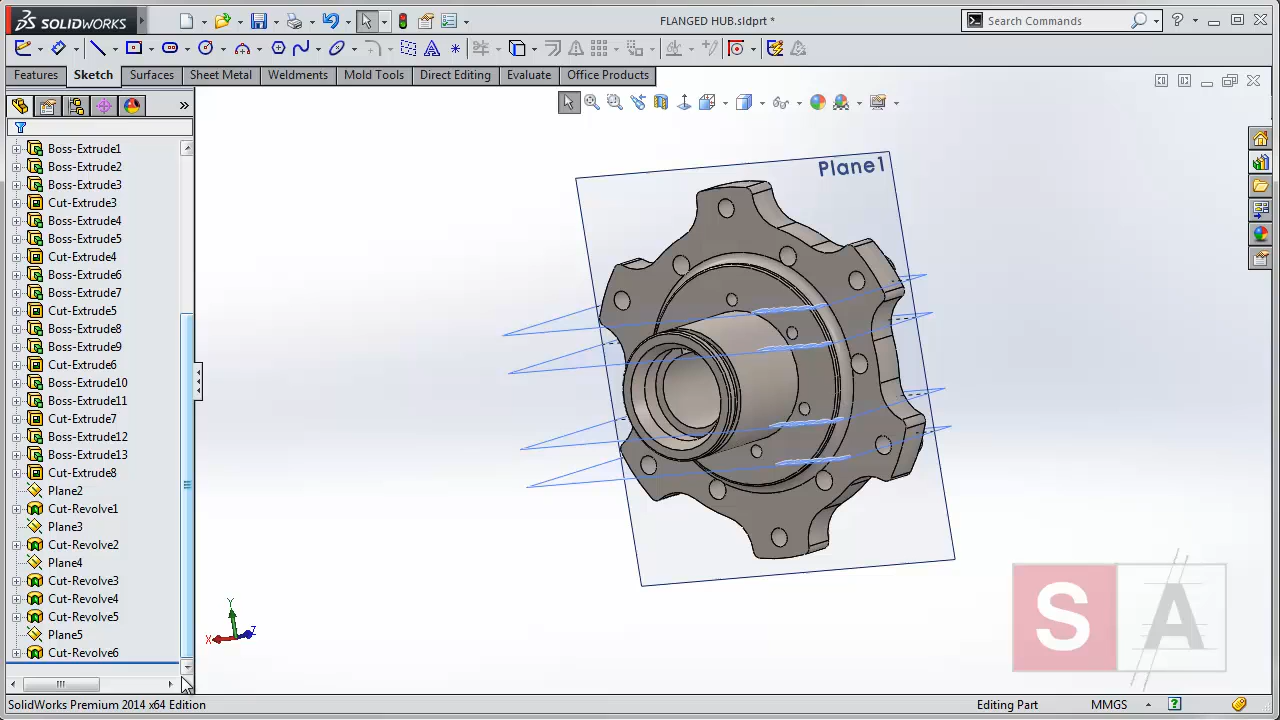 SOLIDWORKS
FLANGED HUB.sldprt *
Search Commands
Features Sketch Surfaces Sheet Metal Weldments Mold Tools Direct Editing Evaluate Office Products
Boss-Extrude1
Boss-Extrude2
Boss-Extrude3
Cut-Extrude3
Boss-Extrude4
Boss-Extrude5
Cut-Extrude4
Boss-Extrude6
Boss-Extrude7
Cut-Extrude5
Boss-Extrude8
Boss-Extrude9
Cut-Extrude6
Boss-Extrude10
Boss-Extrude11
Cut-Extrude7
Boss-Extrude12
Boss-Extrude13
Cut-Extrude8
Plane2
Cut-Revolve1
Plane3
Cut-Revolve2
Plane4
Cut-Revolve3
Cut-Revolve4
Cut-Revolve5
Plane5
Cut-Revolve6
Plane1
Y
X
Z
SA
SolidWorks Premium 2014 x64 Edition
Editing Part
MMGS